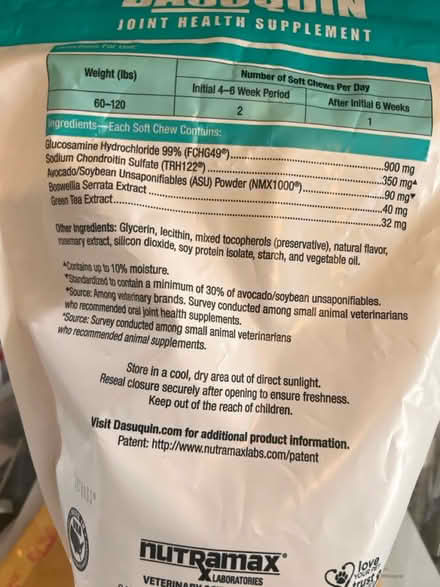 DASUQUIN
JOINT HEALTH SUPPLEMENT
Weight (lbs)
Number of Soft Chews Per Day
Initial 4–6 Week Period
After Initial 6 Weeks
60–120
2
1
Ingredients—Each Soft Chew Contains:
Glucosamine Hydrochloride 99% (FCHG49®)....................900 mg
Sodium Chondroitin Sulfate (TRH122®)....................350 mg▲
Avocado/Soybean Unsaponifiables (ASU) Powder (NMX1000®)....................90 mg▼
Boswellia Serrata Extract....................40 mg
Green Tea Extract....................32 mg
Other Ingredients: Glycerin, lecithin, mixed tocopherols (preservative), natural flavor,
rosemary extract, silicon dioxide, soy protein isolate, starch, and vegetable oil.
▲Contains up to 10% moisture.
▼Standardized to contain a minimum of 30% of avocado/soybean unsaponifiables.
*Source: Among veterinary brands. Survey conducted among small animal veterinarians
who recommended oral joint health supplements.
*Source: Survey conducted among small animal veterinarians
who recommended animal supplements.
Store in a cool, dry area out of direct sunlight.
Reseal closure securely after opening to ensure freshness.
Keep out of the reach of children.
Visit Dasuquin.com for additional product information.
Patent: http://www.nutramaxlabs.com/patent
nutramax®
LABORATORIES
love
YOUR PET
trust